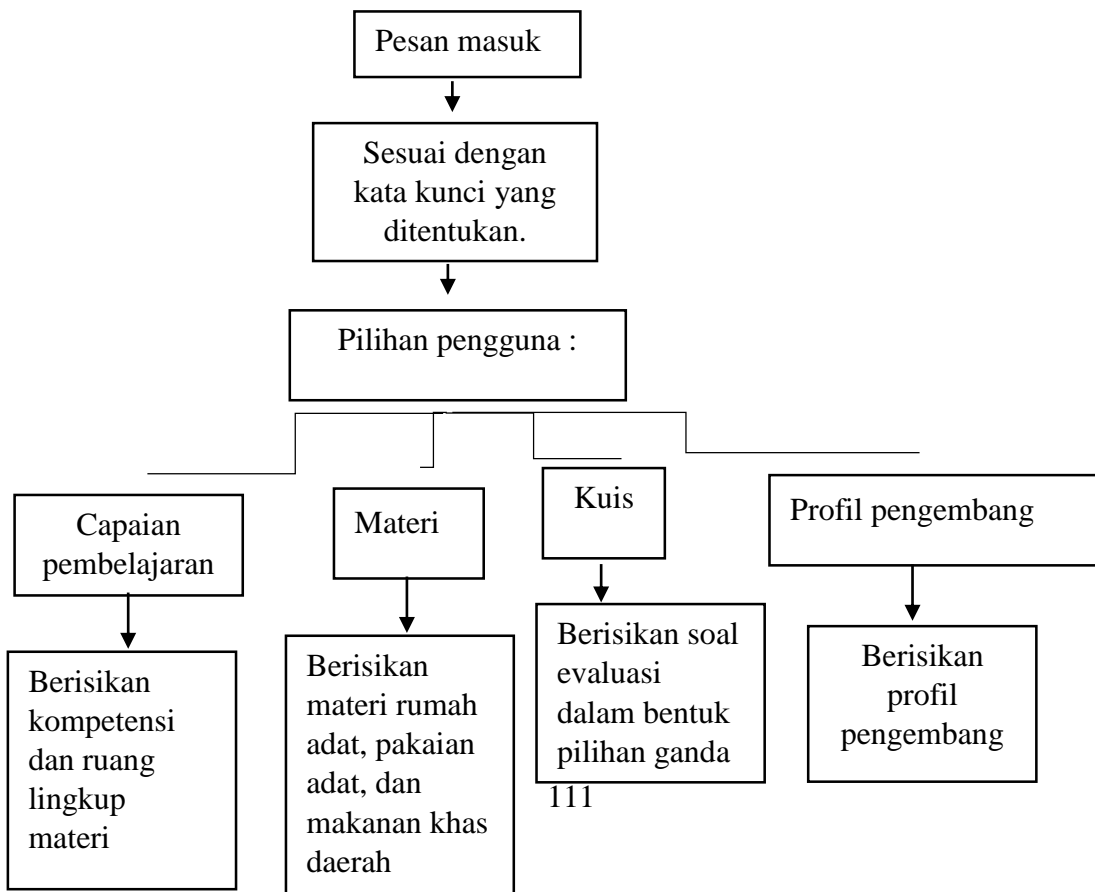 Pesan masuk
Sesuai dengan
kata kunci yang
ditentukan.
Pilihan pengguna :
Capaian
pembelajaran
Materi
Kuis
Profil pengembang
Berisikan
kompetensi
dan ruang
lingkup
materi
Berisikan
materi rumah
adat, pakaian
adat, dan
makanan khas
daerah
Berisikan soal
evaluasi
dalam bentuk
pilihan ganda
Berisikan
profil
pengembang
111